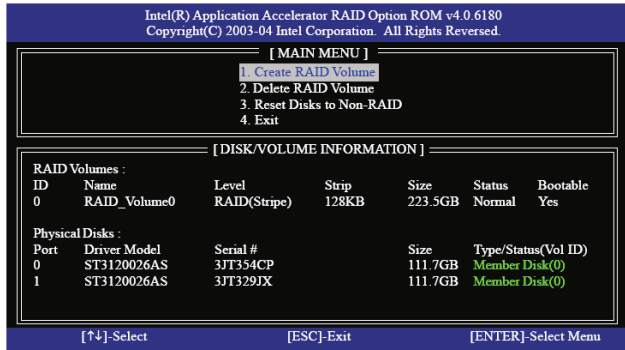 Intel(R) Application Accelerator RAID Option ROM v4.0.6180
Copyright(C) 2003-04 Intel Corporation.  All Rights Reversed.
[ MAIN MENU ]
1. Create RAID Volume
2. Delete RAID Volume
3. Reset Disks to Non-RAID
4. Exit
[ DISK/VOLUME INFORMATION ]
RAID Volumes :
ID Name Level Strip Size Status Bootable
0 RAID_Volume0 RAID(Stripe) 128KB 223.5GB Normal Yes
Physical Disks :
Port Driver Model Serial # Size Type/Status(Vol ID)
0 ST3120026AS 3JT354CP 111.7GB Member Disk(0)
1 ST3120026AS 3JT329JX 111.7GB Member Disk(0)
[↑↓]-Select [ESC]-Exit [ENTER]-Select Menu